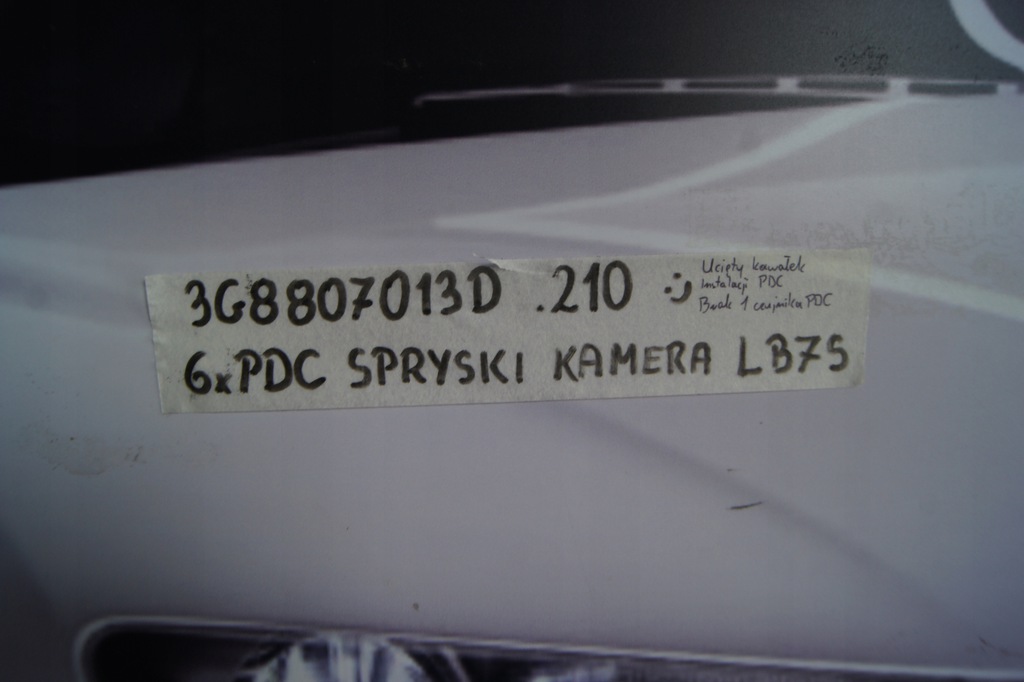 3G8807013D .210 :-)
6xPDC SPRYSKI KAMERA LB7S
Ucięty kawałek
instalacji PDC
Brak 1 czujnika PDC